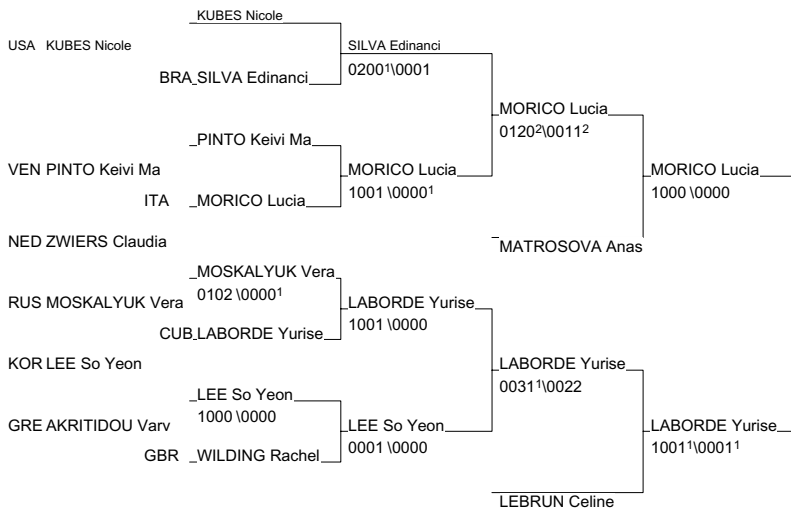 KUBES Nicole
USA KUBES Nicole
SILVA Edinanci
0200¹\0001
BRA SILVA Edinanci
MORICO Lucia
0120²\0011²
PINTO Keivi Ma
VEN PINTO Keivi Ma
MORICO Lucia
1001 \0000¹
MORICO Lucia
1000 \0000
ITA MORICO Lucia
NED ZWIERS Claudia
MATROSOVA Anas
MOSKALYUK Vera
0102 \0000¹
RUS MOSKALYUK Vera
LABORDE Yurise
1001 \0000
CUB LABORDE Yurise
KOR LEE So Yeon
LABORDE Yurise
0031¹\0022
LEE So Yeon
1000 \0000
GRE AKRITIDOU Varv
LEE So Yeon
0001 \0000
LABORDE Yurise
1001¹\0001¹
GBR WILDING Rachel
LEBRUN Celine